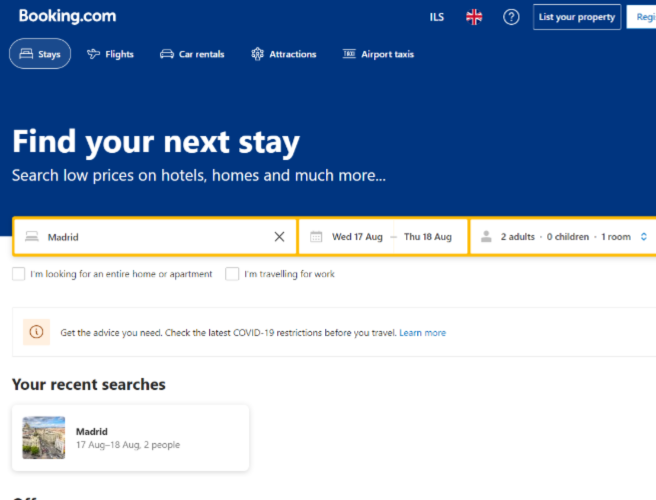 Booking.com
ILS
List your property
Regi
Stays
Flights
Car rentals
Attractions
TAXI
Airport taxis
Find your next stay
Search low prices on hotels, homes and much more...
Madrid
Wed 17 Aug — Thu 18 Aug
2 adults · 0 children · 1 room
I'm looking for an entire home or apartment
I'm travelling for work
Get the advice you need. Check the latest COVID-19 restrictions before you travel. Learn more
Your recent searches
Madrid
17 Aug–18 Aug, 2 people